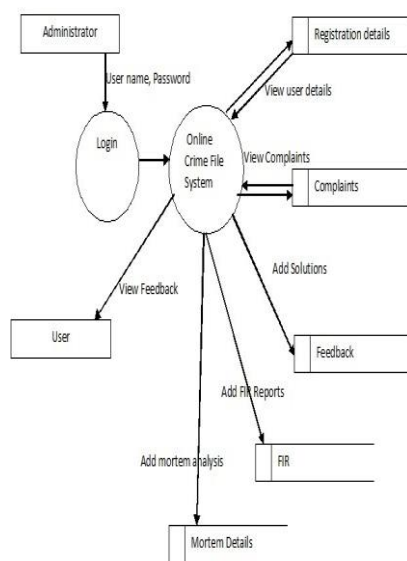 Administrator
Registration details
User name, Password
View user details
Login
Online
Crime File
System
View Complaints
Complaints
Add Solutions
View Feedback
User
Feedback
Add FIR Reports
Add mortem analysis
FIR
Mortem Details